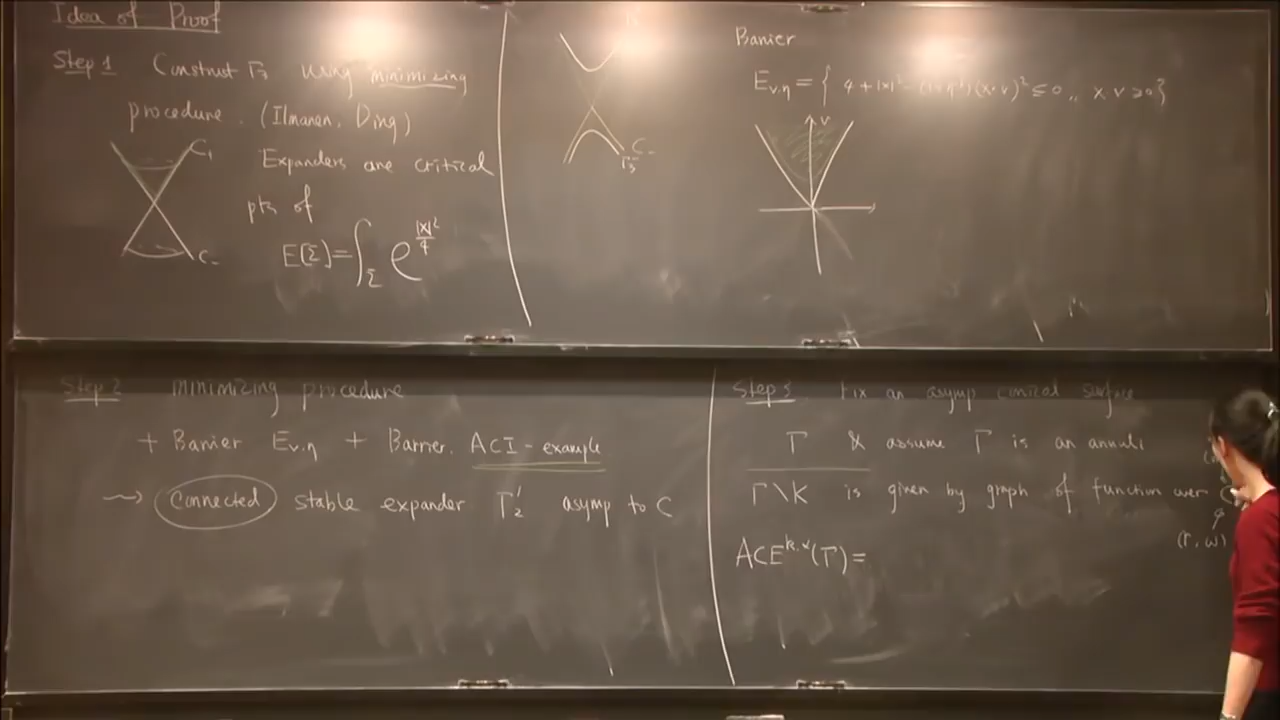 Idea of Proof
Step 1 Construct Γ₃ using minimizing
procedure. (Ilmanen, Ding)
C₁
Expanders are critical
pts of
C₋
E[Σ]=∫_Σ e^{|x|²/4}
C₋
Γ₃
Banier
E_{v,η} = { 4 + |x|² - (1+η²)(x·v)² ≤ 0, x·v ≥ 0}
v
Step 2 minimizing procedure
+ Banier E_{v,η} + Barrier. ACI - example
⇝ Connected stable expander Γ₂' asymp to C
Step 3 Fix an asymp conical surface
Γ & assume Γ is an annuli
Γ\K is given by graph of function over C
(r, ω)
ACE^{k,α}(Γ)=